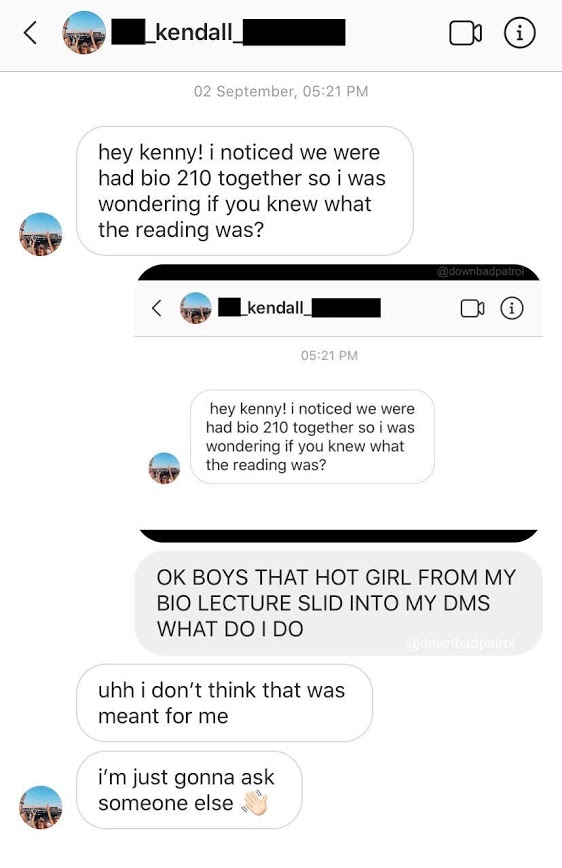 _kendall_
02 September, 05:21 PM
hey kenny! i noticed we were
had bio 210 together so i was
wondering if you knew what
the reading was?
@downbadpatrol
_kendall_
05:21 PM
hey kenny! i noticed we were
had bio 210 together so i was
wondering if you knew what
the reading was?
OK BOYS THAT HOT GIRL FROM MY
BIO LECTURE SLID INTO MY DMS
WHAT DO I DO
@downbadpatrol
uhh i don’t think that was
meant for me
i’m just gonna ask
someone else 👋🏻